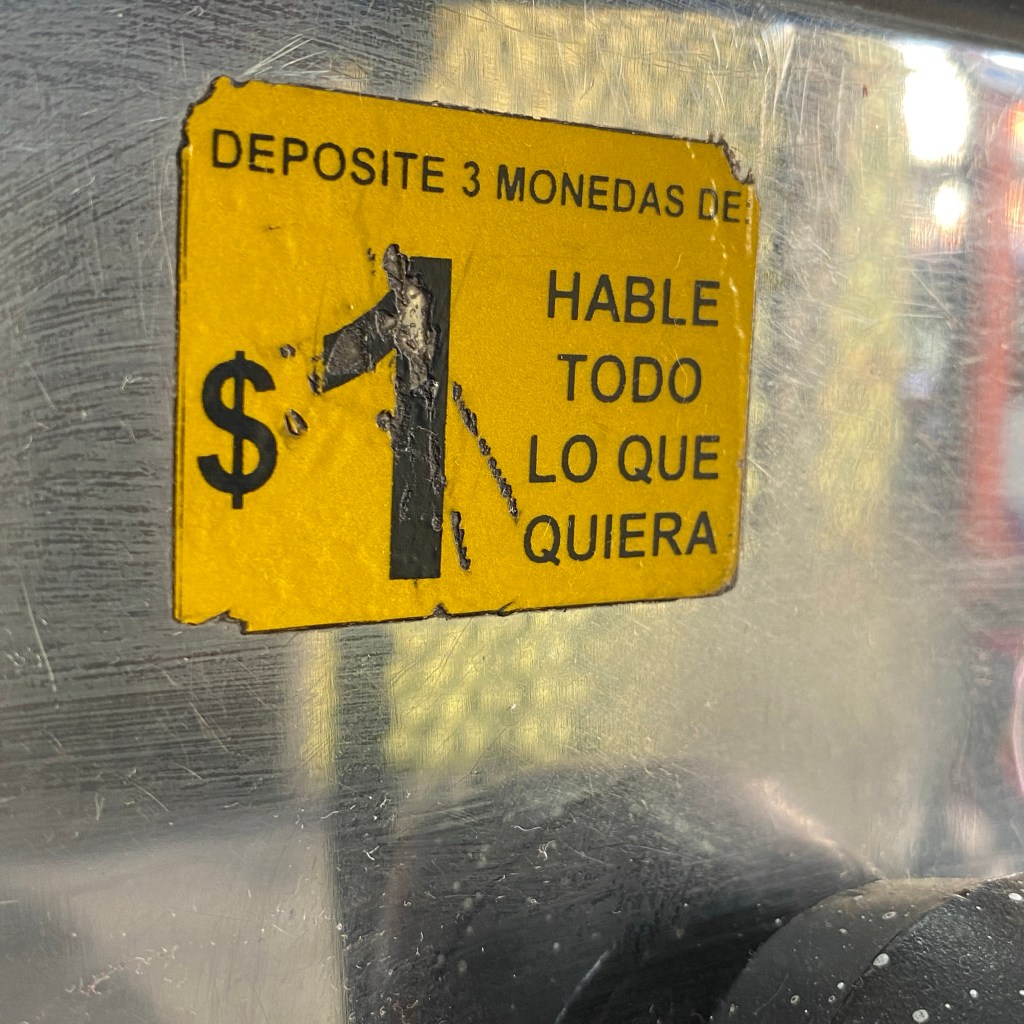 DEPOSITE 3 MONEDAS DE:
$1
HABLE
TODO
LO QUE
QUIERA